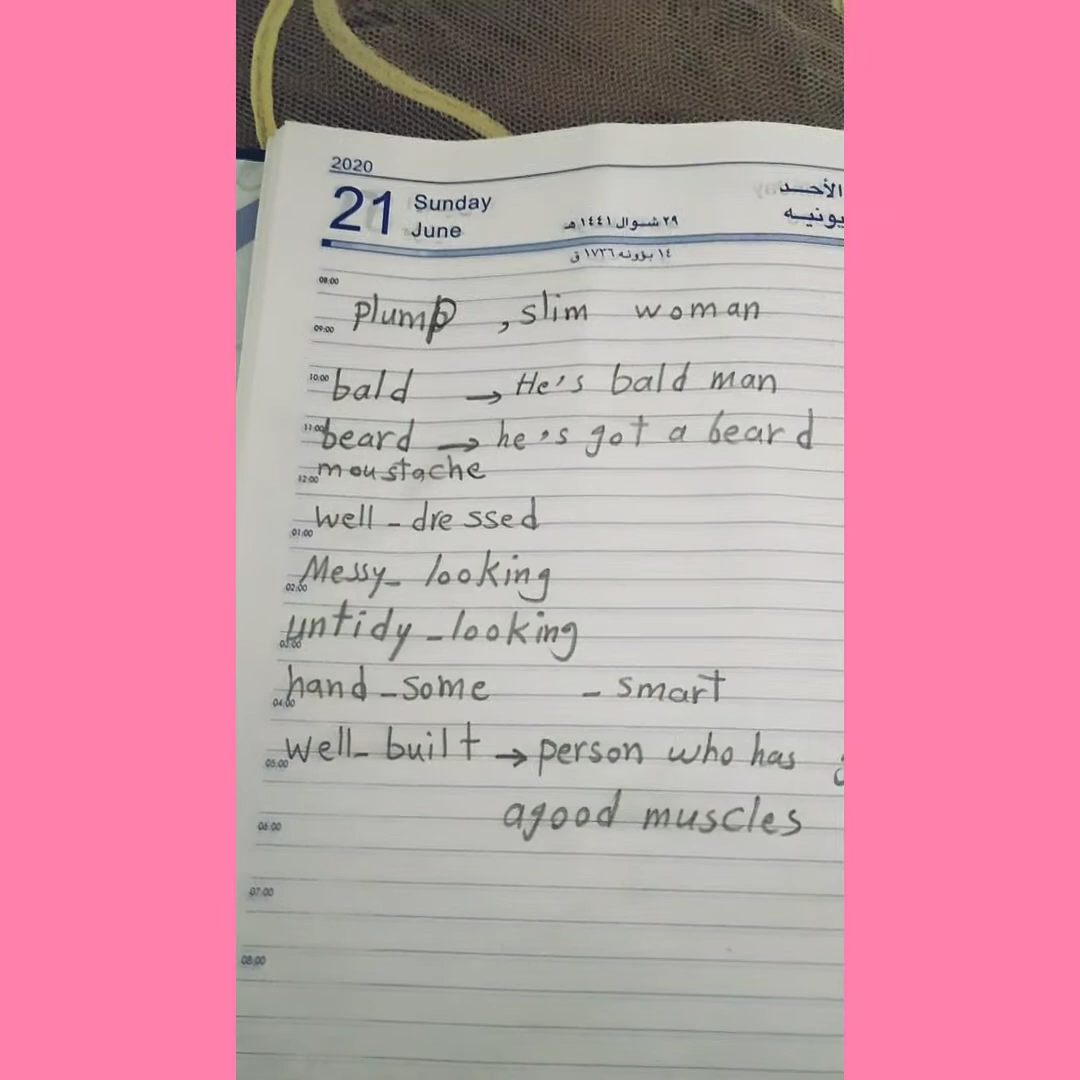 2020
21 Sunday June
٢٩ شوال ١٤٤١ هـ
الأحد
يونيه
١٤ بؤونه ١٧٣٦ ق
08:00
plump , slim woman
09:00
10:00 bald → He's bald man
11:00 beard → he's got a beard
12:00 moustache
well - dressed
01:00
Messy - looking
02:00
untidy - looking
03:00
hand - some - smart
04:00
well - built → person who has
05:00
agood muscles
06:00
07:00
08:00